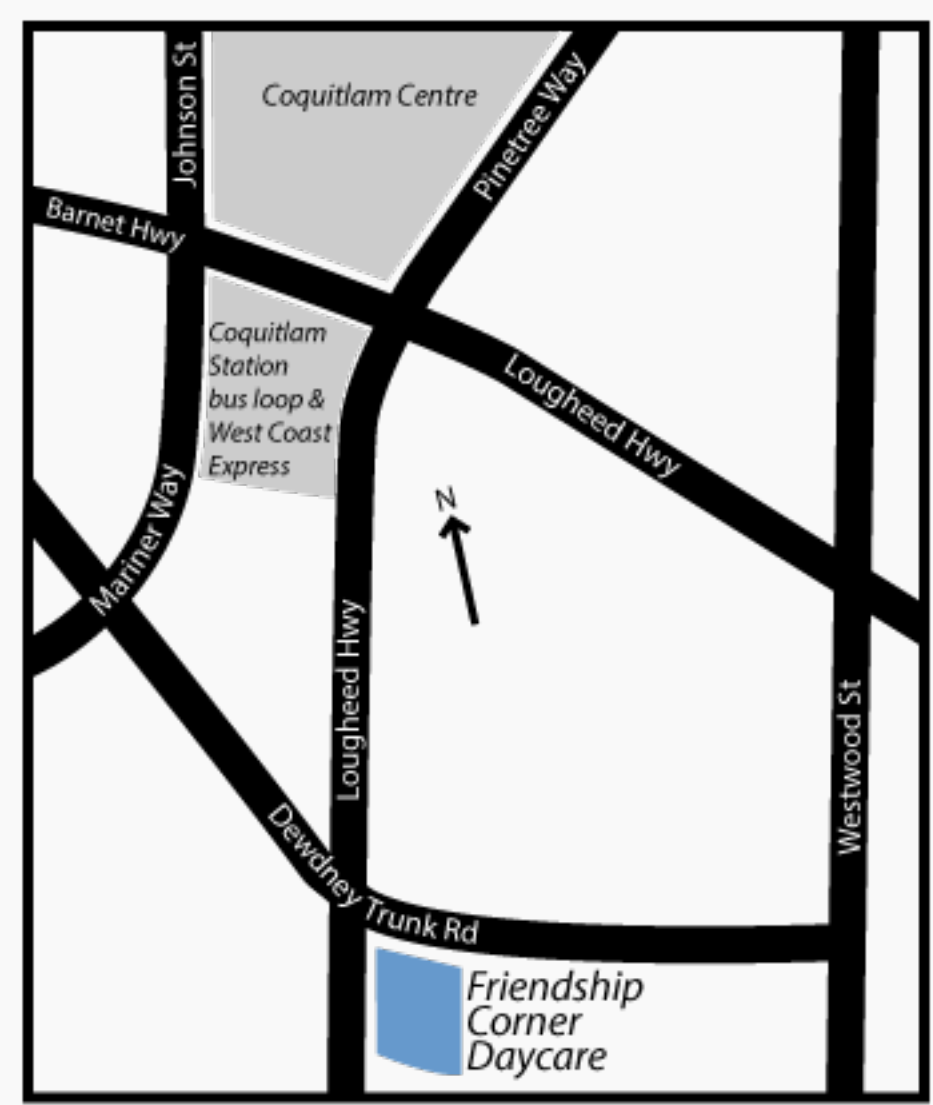 Johnson St
Coquitlam Centre
Pinetree Way
Barnet Hwy
Coquitlam
Station
bus loop &
West Coast
Express
Lougheed Hwy
Mariner Way
N
Lougheed Hwy
Westwood St
Dewdney Trunk Rd
Friendship
Corner
Daycare